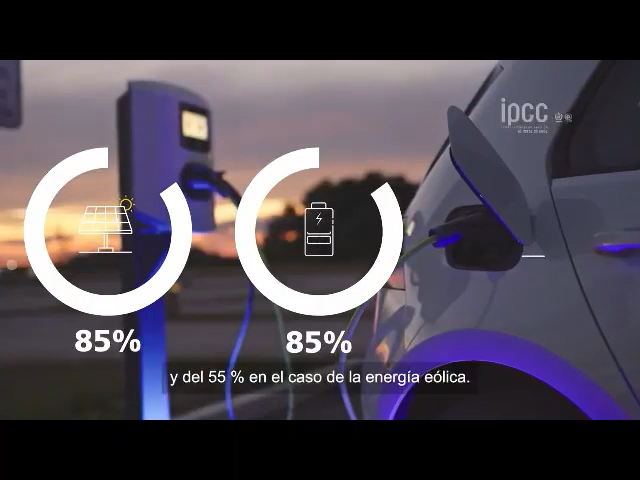 ipcc
85%
85%
y del 55 % en el caso de la energía eólica.